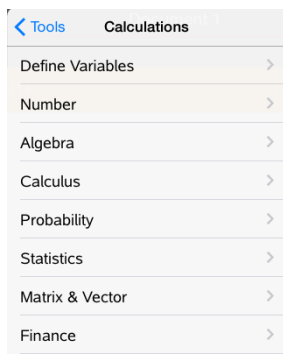 Tools Calculations
Define Variables
Number
Algebra
Calculus
Probability
Statistics
Matrix & Vector
Finance